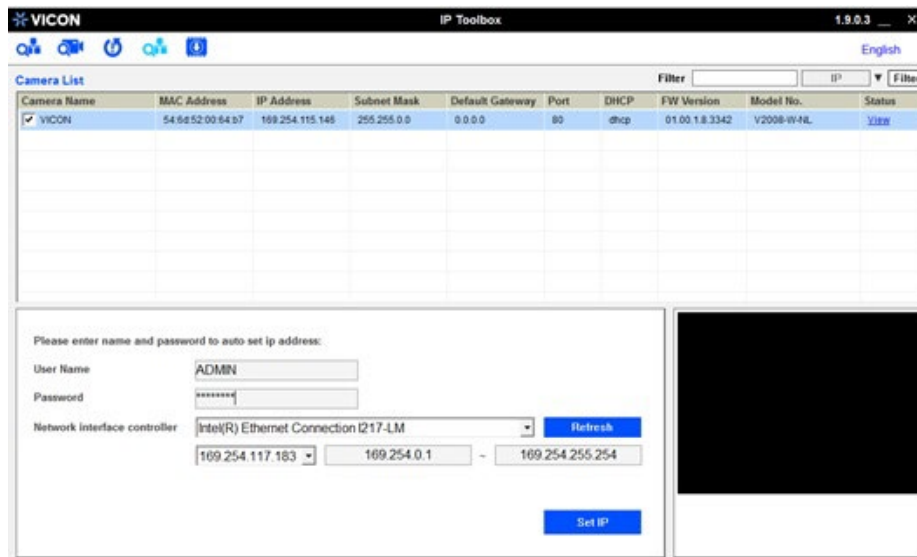 VICON IP Toolbox 1.9.0.3
English
Camera List Filter IP Filte
Camera Name MAC Address IP Address Subnet Mask Default Gateway Port DHCP FW Version Model No. Status
VICON 54:6d:52:00:64:b7 169.254.115.146 255.255.0.0 0.0.0.0 80 dhcp 01.00.1.8.3342 V2008-W-NL View
Please enter name and password to auto set ip address:
User Name ADMIN
Password ********
Network interface controller Intel(R) Ethernet Connection I217-LM Refresh
169.254.117.183 169.254.0.1 ~ 169.254.255.254
Set IP